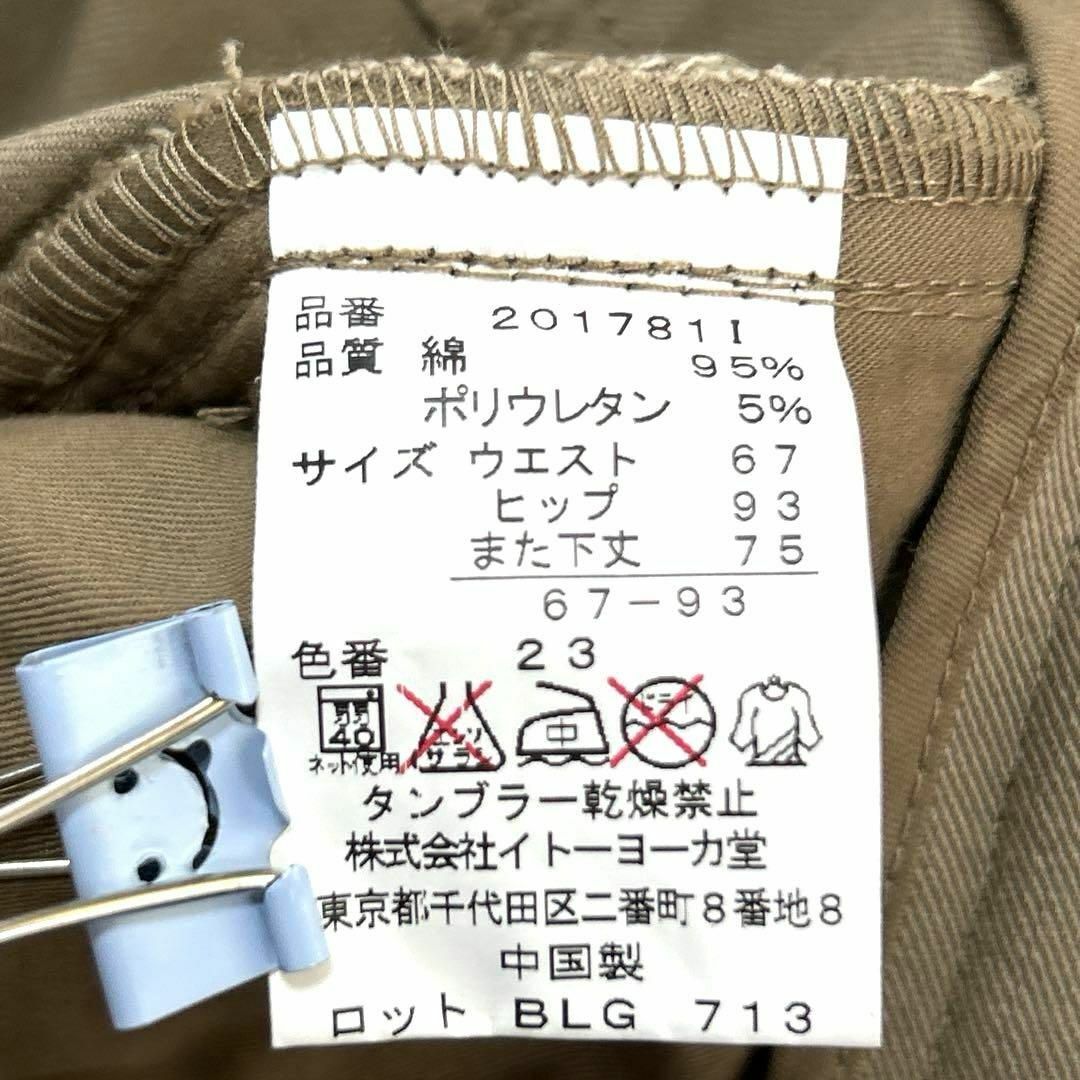 品番 201781I
品質 綿 95%
ポリウレタン 5%
サイズ ウエスト 67
ヒップ 93
また下丈 75
67-93
色番 23
弱 40 中
ネット使用
タンブラー乾燥禁止
株式会社イトーヨーカ堂
東京都千代田区二番町8番地8
中国製
ロット BLG 713